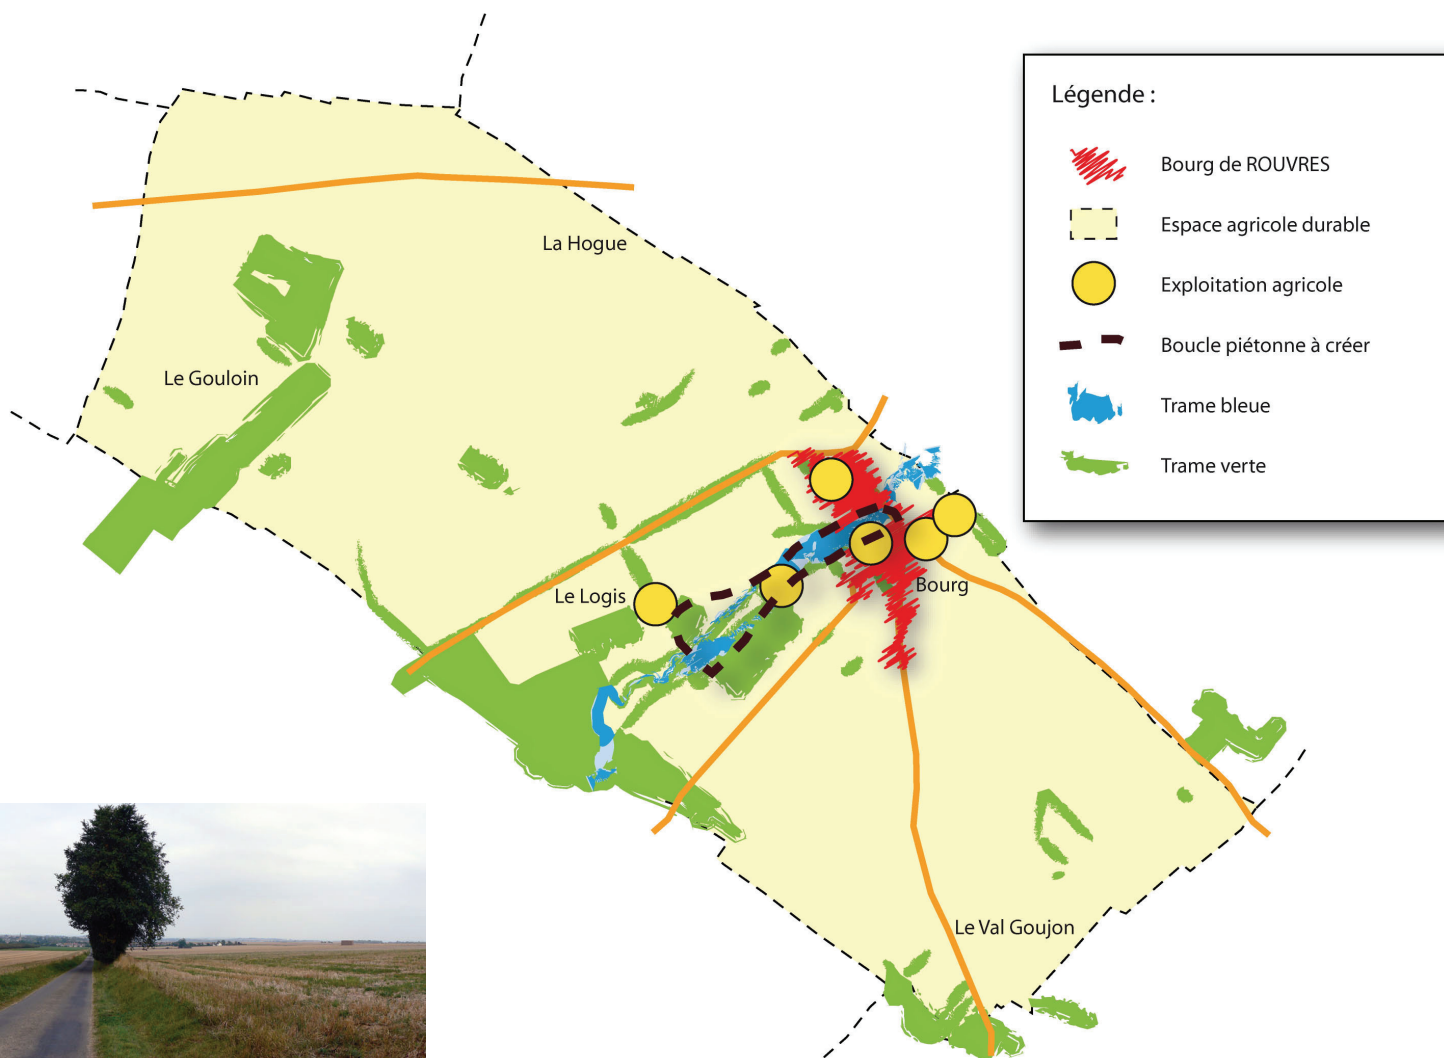 Légende :
Bourg de ROUVRES
Espace agricole durable
Exploitation agricole
Boucle piétonne à créer
Trame bleue
Trame verte
La Hogue
Le Gouloin
Le Logis
Bourg
Le Val Goujon